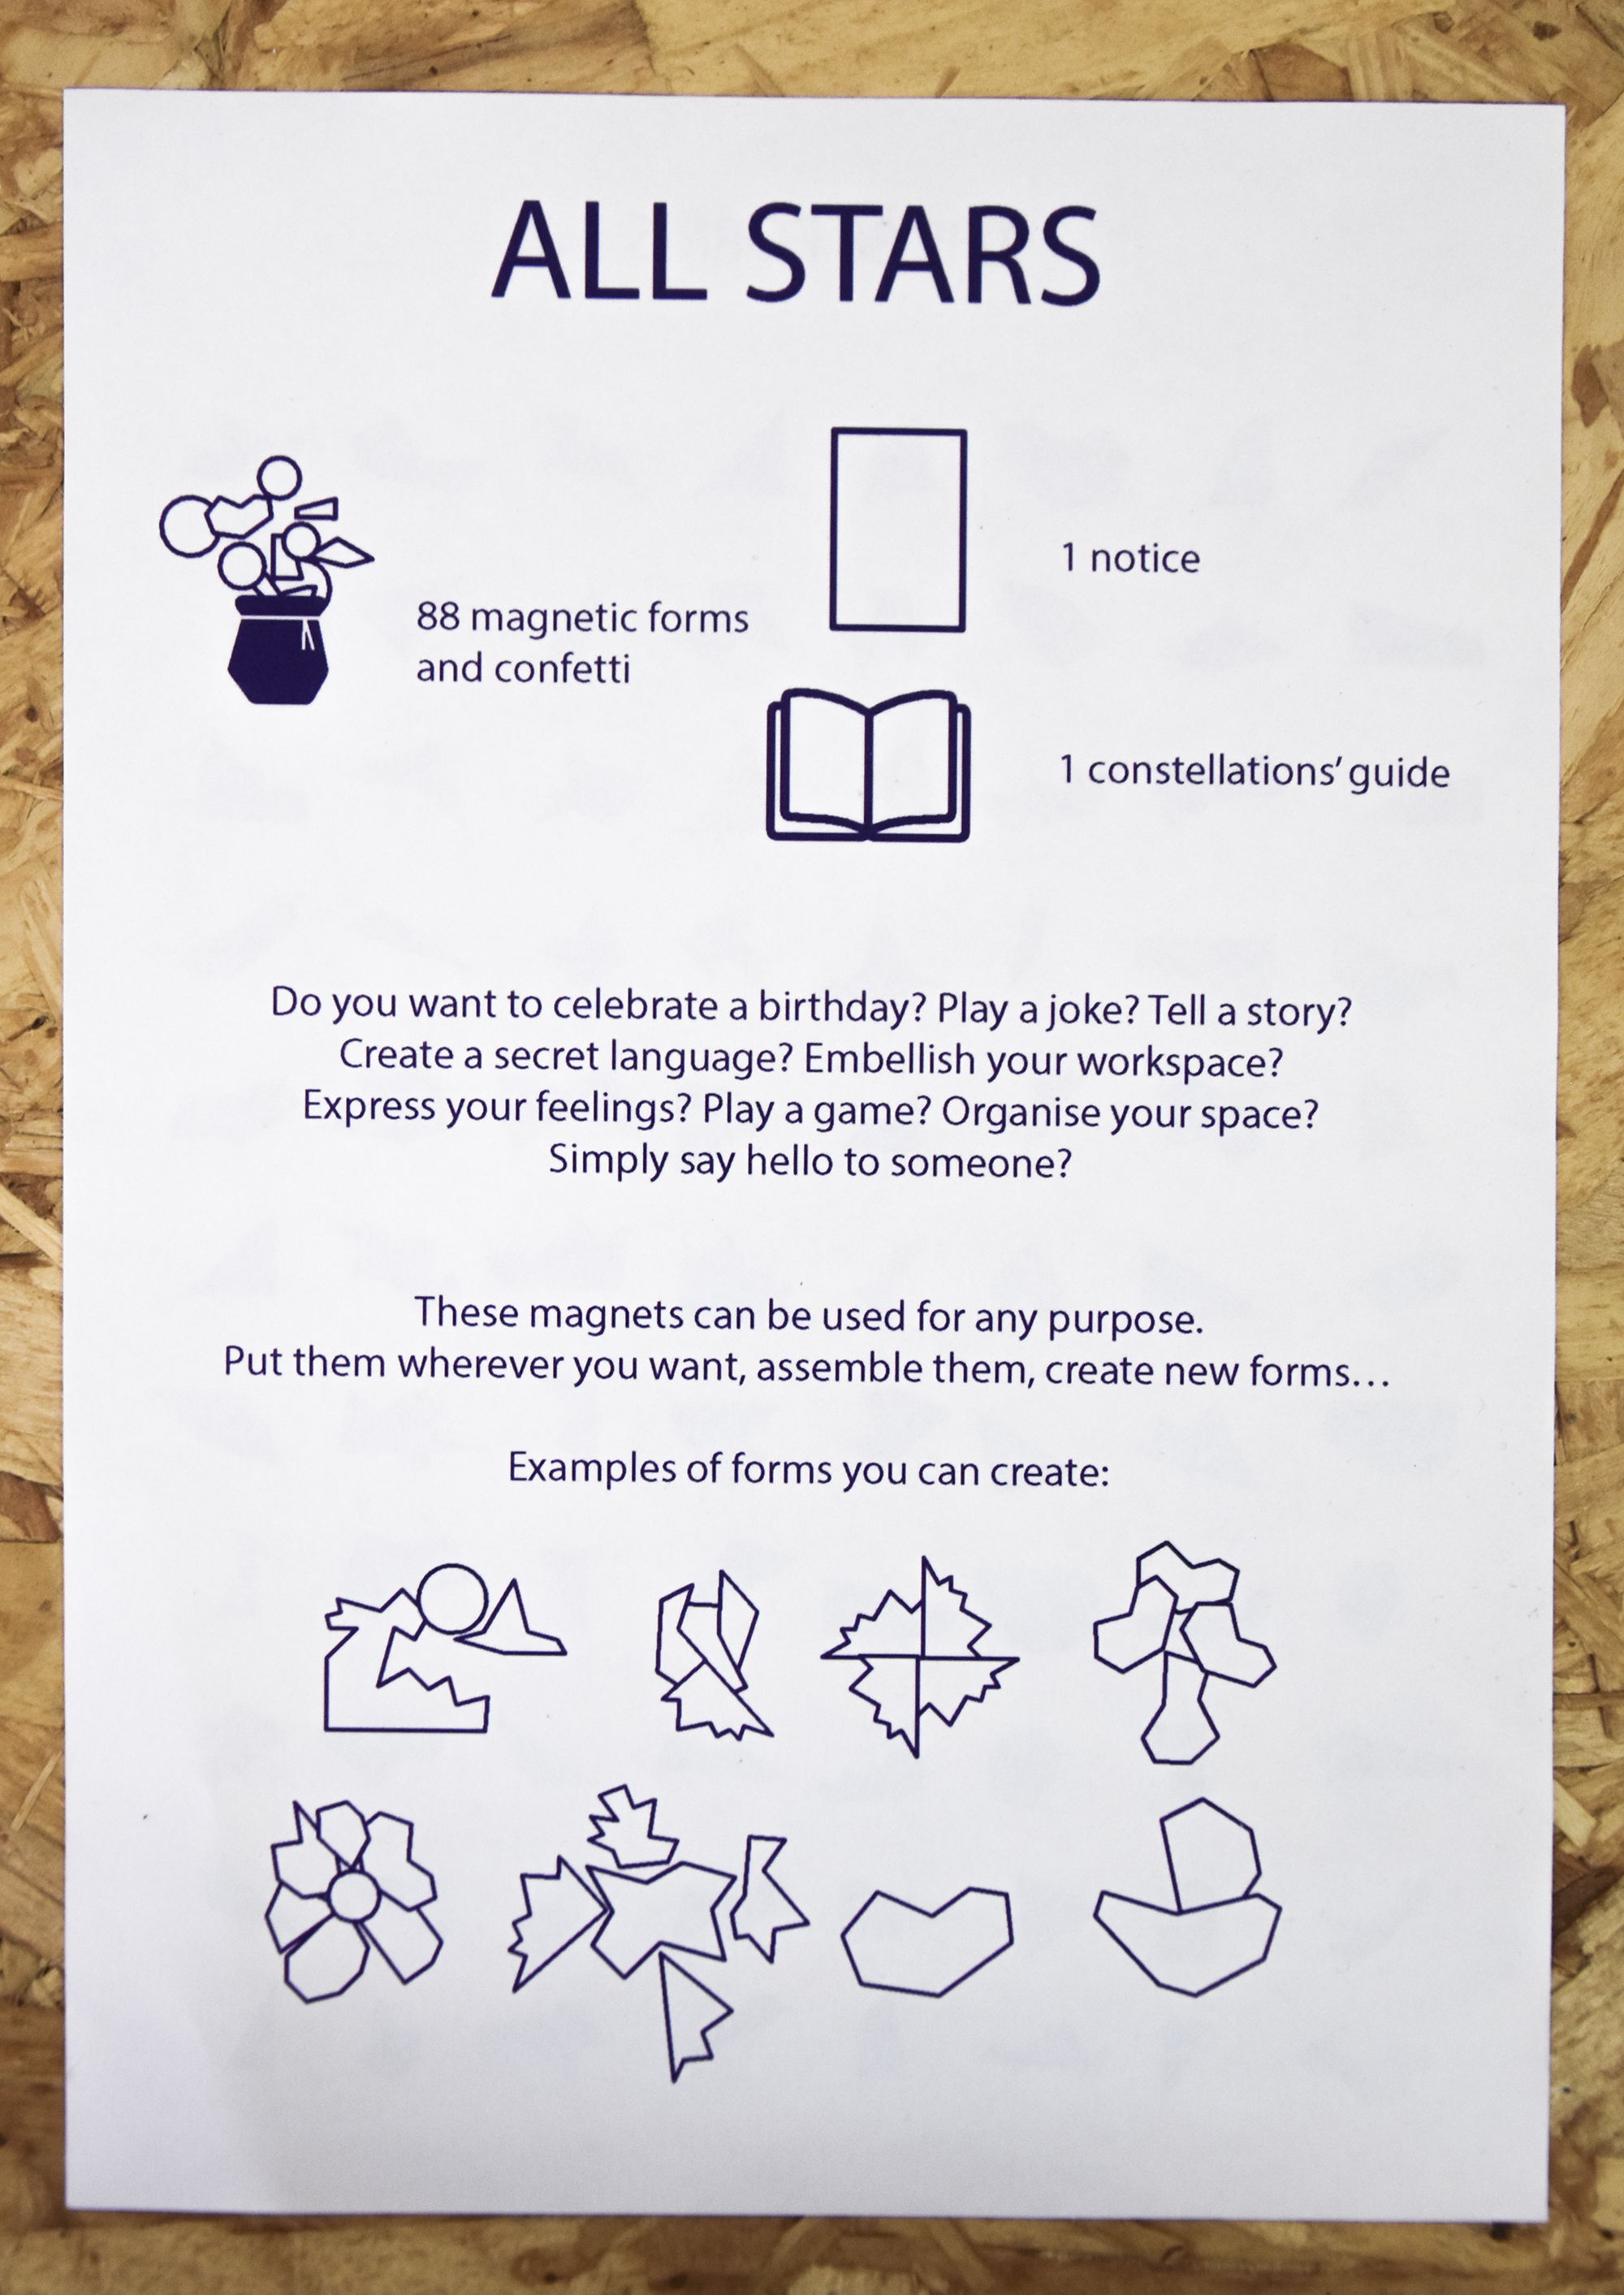 ALL STARS
88 magnetic forms
and confetti
1 notice
1 constellations’ guide
Do you want to celebrate a birthday? Play a joke? Tell a story?
Create a secret language? Embellish your workspace?
Express your feelings? Play a game? Organise your space?
Simply say hello to someone?
These magnets can be used for any purpose.
Put them wherever you want, assemble them, create new forms…
Examples of forms you can create: